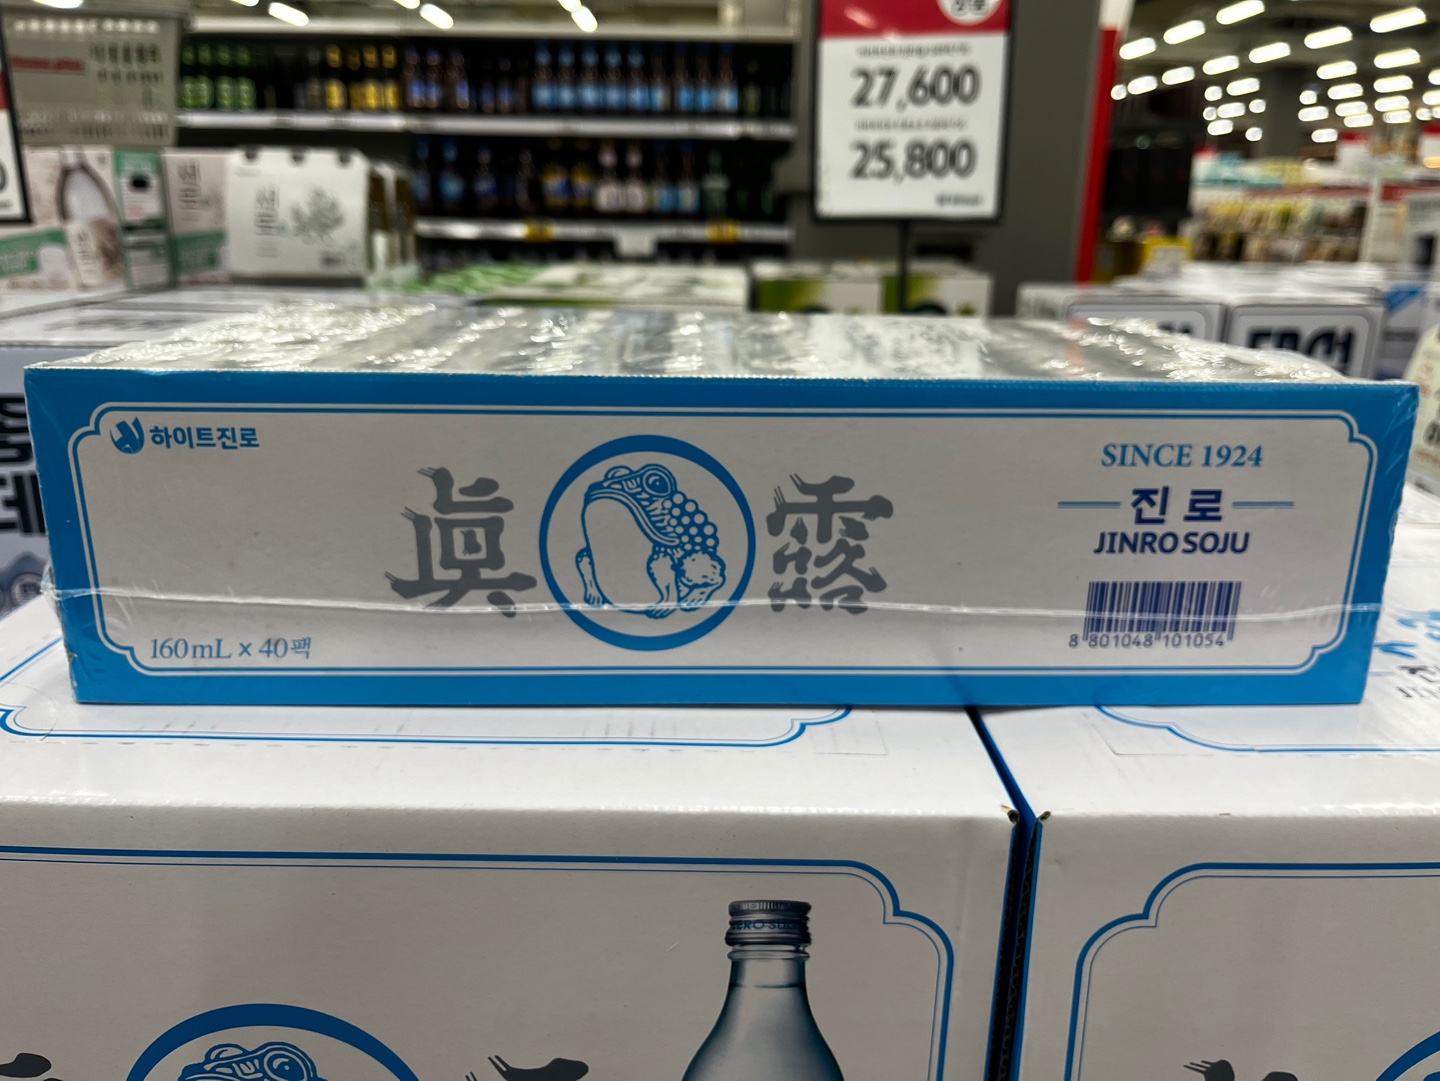 27,600
25,800
하이트진로
眞露
SINCE 1924
진로
JINRO SOJU
160mL × 40팩
8 801048 101054